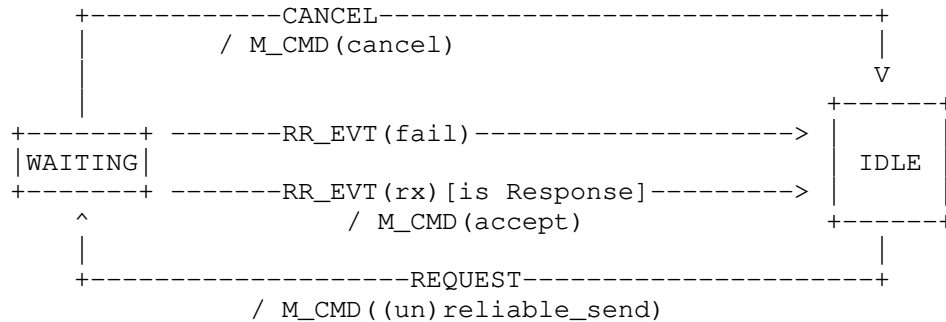 CANCEL
/ M_CMD(cancel)
RR_EVT(fail)
WAITING IDLE
RR_EVT(rx)[is Response]
/ M_CMD(accept)
REQUEST
/ M_CMD((un)reliable_send)